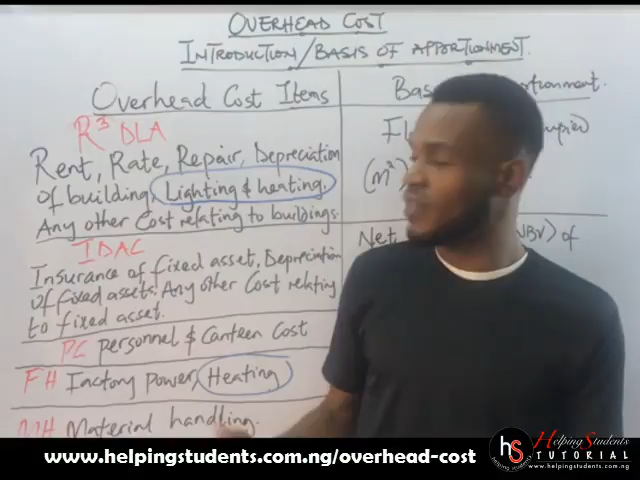 OVERHEAD COST
INTRODUCTION/BASIS OF APPORTIONMENT.
Overhead Cost Items
R³ DLA
Rent, Rate, Repair, Depreciation
of building, Lighting & heating.
Any other Cost relating to buildings.
IDAC
Insurance of fixed asset, Depreciation
of fixed assets. Any other Cost relating
to fixed asset.
PC personnel & Canteen Cost
FH Factory power, Heating
MH Material handling.
(m²)
Net of
www.helpingstudents.com.ng/overhead-cost
hS
Helping Students
TUTORIAL
www.helpingstudents.com.ng